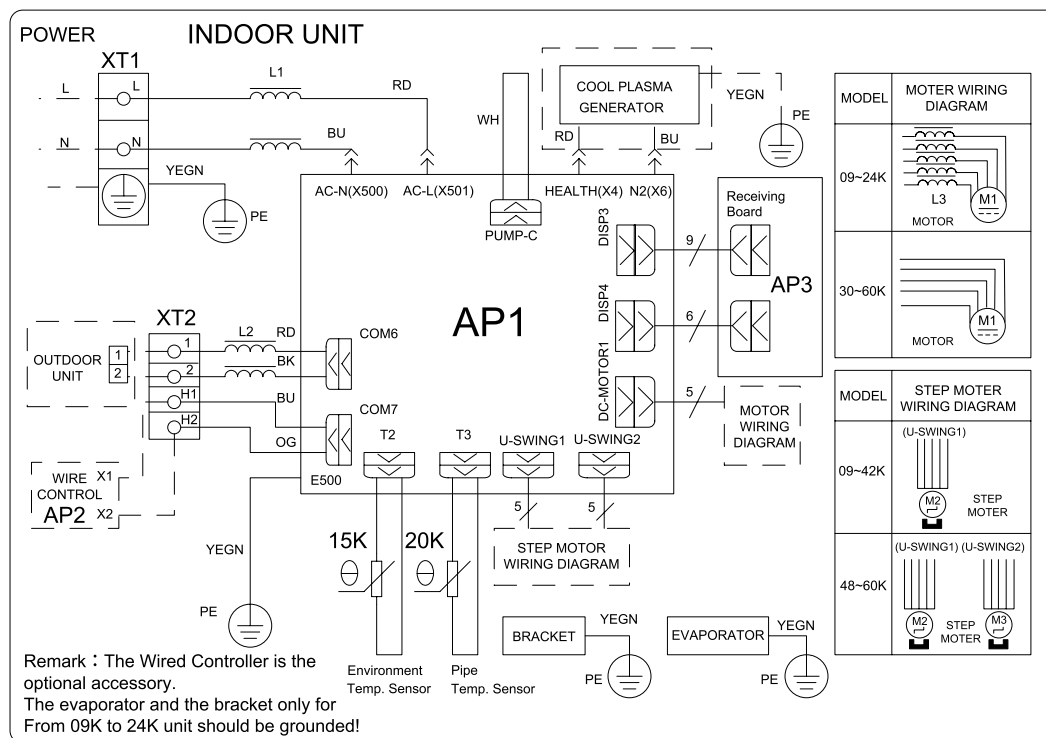 POWER
INDOOR UNIT
XT1
L
L
L1
RD
N
N
BU
YEGN
PE
WH
COOL PLASMA
GENERATOR
YEGN
PE
RD
BU
AC-N(X500)
AC-L(X501)
HEALTH(X4)
N2(X6)
PUMP-C
DISP3
9
Receiving
Board
AP3
DISP4
6
AP1
DC-MOTOR1
5
MOTOR
WIRING
DIAGRAM
XT2
OUTDOOR
UNIT
1
2
1
2
H1
H2
L2
RD
BK
BU
OG
COM6
COM7
E500
T2
T3
U-SWING1
U-SWING2
WIRE
CONTROL
AP2
X1
X2
YEGN
PE
15K
20K
5
5
STEP MOTOR
WIRING DIAGRAM
Environment
Temp. Sensor
Pipe
Temp. Sensor
BRACKET
YEGN
PE
EVAPORATOR
YEGN
PE
MODEL
MOTER WIRING
DIAGRAM
09~24K
L3
M1
MOTOR
30~60K
M1
MOTOR
MODEL
STEP MOTER
WIRING DIAGRAM
09~42K
(U-SWING1)
M2
STEP
MOTER
48~60K
(U-SWING1) (U-SWING2)
M2
STEP
MOTER
M3
Remark：The Wired Controller is the
optional accessory.
The evaporator and the bracket only for
From 09K to 24K unit should be grounded!